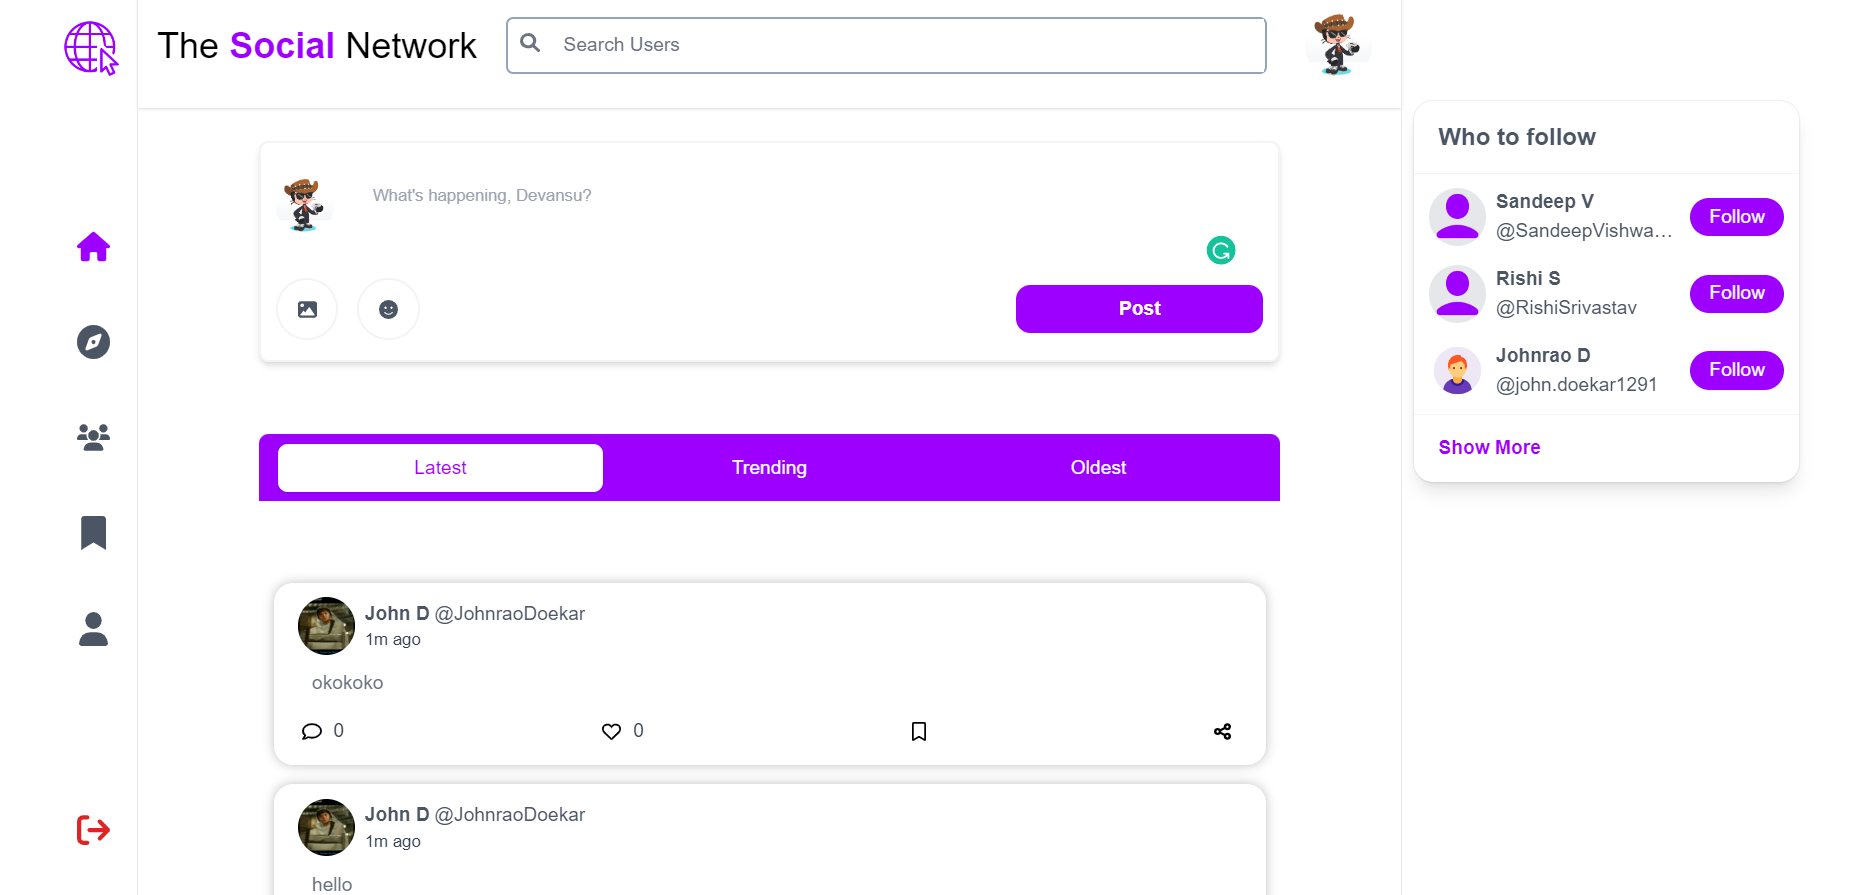 The Social Network
Search Users
What's happening, Devansu?
Post
Latest
Trending
Oldest
John D @JohnraoDoekar
1m ago
okokoko
0
0
John D @JohnraoDoekar
1m ago
hello
Who to follow
Sandeep V
@SandeepVishwa...
Follow
Rishi S
@RishiSrivastav
Follow
Johnrao D
@john.doekar1291
Follow
Show More